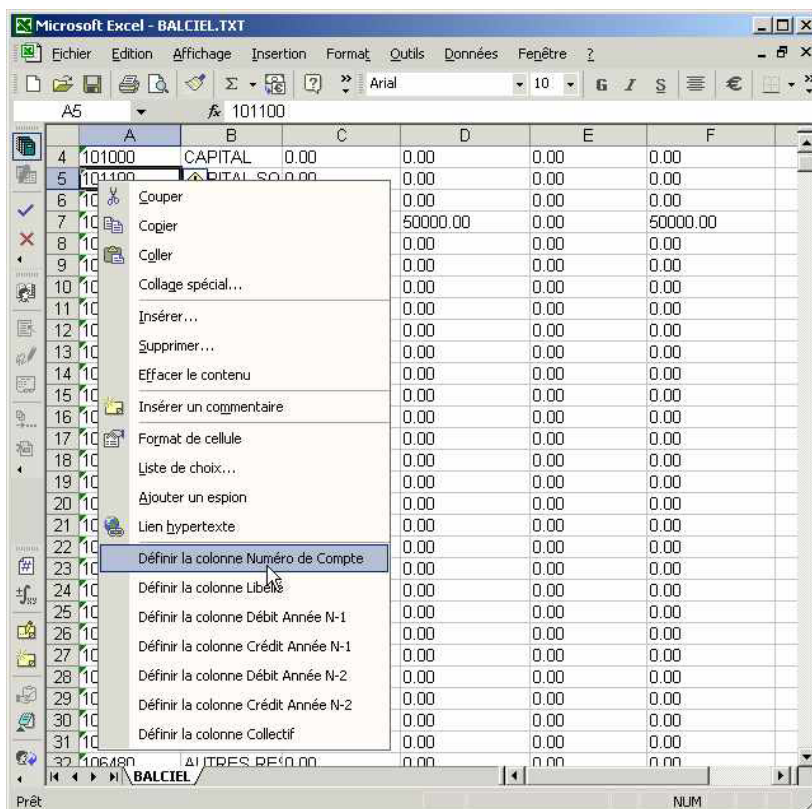 Microsoft Excel - BALCIEL.TXT
Fichier Edition Affichage Insertion Format Outils Données Fenêtre ?
Σ ? » Arial 10 G I S € »
A5 fx 101100
A B C D E F
4 101000 CAPITAL 0.00 0.00 0.00 0.00
5 101100 0.00 0.00 0.00 0.00
6 Couper 0.00 0.00 0.00
7 Copier 50000.00 0.00 50000.00
8 0.00 0.00 0.00
9 Coller 0.00 0.00 0.00
10 Collage spécial... 0.00 0.00 0.00
11 Insérer... 0.00 0.00 0.00
12 0.00 0.00 0.00
13 Supprimer... 0.00 0.00 0.00
14 Effacer le contenu 0.00 0.00 0.00
15 0.00 0.00 0.00
16 Insérer un commentaire 0.00 0.00 0.00
17 Format de cellule 0.00 0.00 0.00
18 Liste de choix... 0.00 0.00 0.00
19 0.00 0.00 0.00
20 Ajouter un espion 0.00 0.00 0.00
21 Lien hypertexte 0.00 0.00 0.00
22 0.00 0.00 0.00
23 Définir la colonne Numéro de Compte 0.00 0.00 0.00
24 Définir la colonne Libellé 0.00 0.00 0.00
25 Définir la colonne Débit Année N-1 0.00 0.00 0.00
26 0.00 0.00 0.00
27 Définir la colonne Crédit Année N-1 0.00 0.00 0.00
28 Définir la colonne Débit Année N-2 0.00 0.00 0.00
29 Définir la colonne Crédit Année N-2 0.00 0.00 0.00
30 0.00 0.00 0.00
31 Définir la colonne Collectif 0.00 0.00 0.00
32 106480 AUTRES RES 0.00 0.00 0.00 0.00
BALCIEL
Prêt NUM